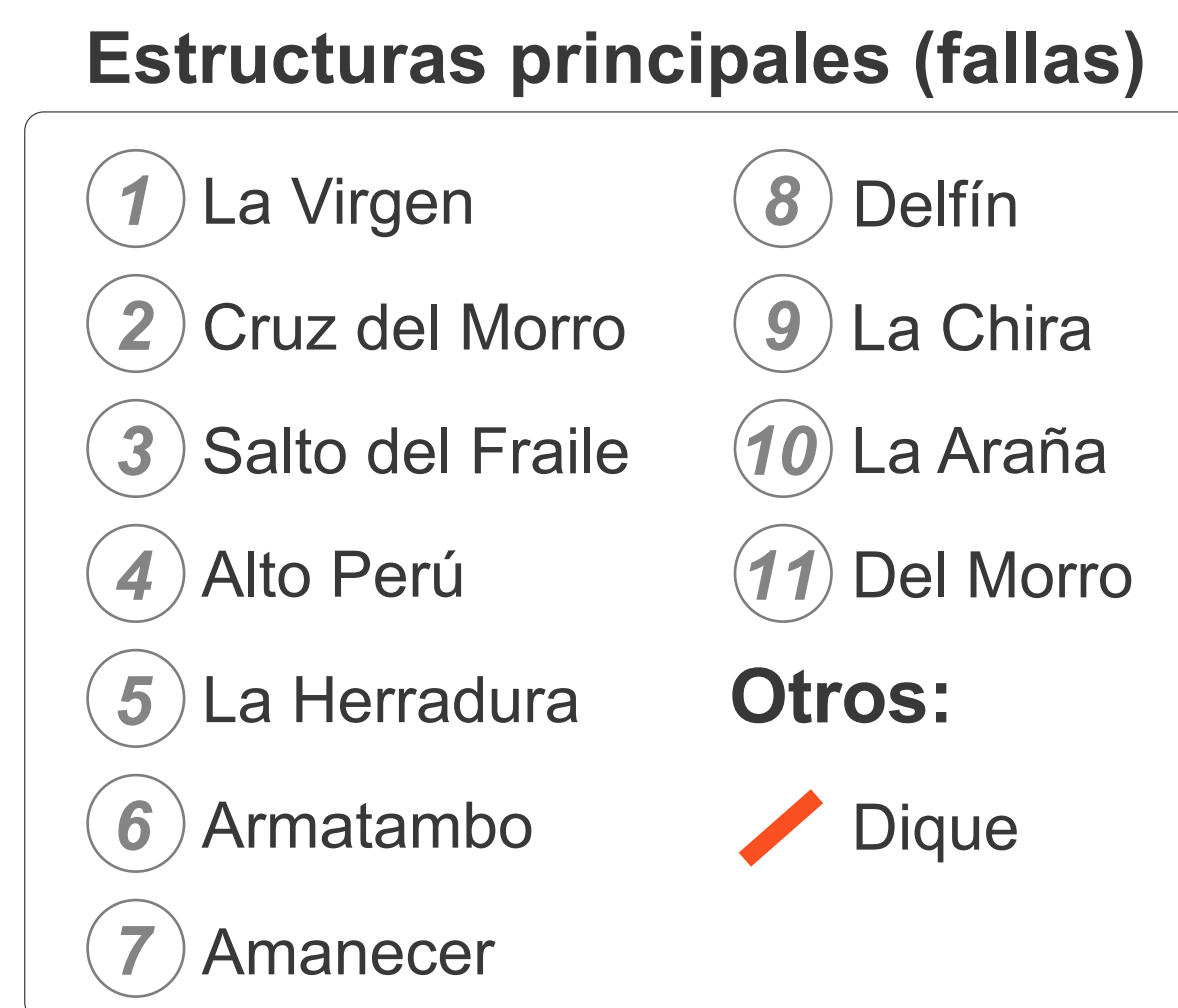 Estructuras principales (fallas)
1 La Virgen
2 Cruz del Morro
3 Salto del Fraile
4 Alto Perú
5 La Herradura
6 Armatambo
7 Amanecer
8 Delfín
9 La Chira
10 La Araña
11 Del Morro
Otros:
Dique